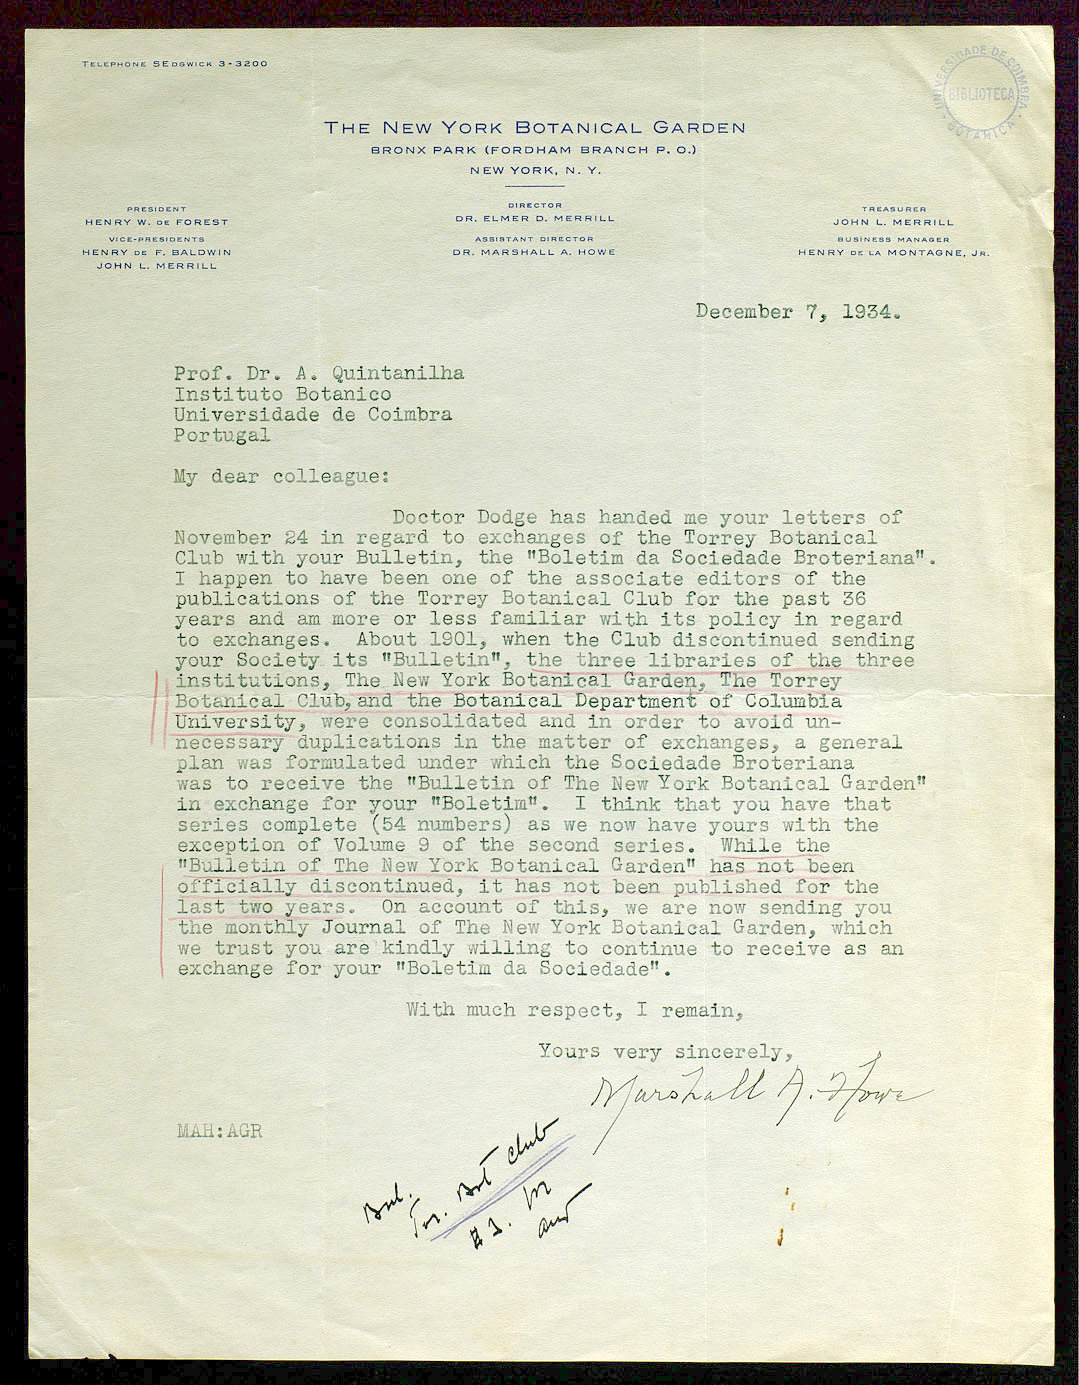 TELEPHONE SEDGWICK 3-3200
UNIVERSIDADE DE COIMBRA
BIBLIOTECA
BOTANICA
THE NEW YORK BOTANICAL GARDEN
BRONX PARK (FORDHAM BRANCH P. O.)
NEW YORK, N. Y.
PRESIDENT
HENRY W. DE FOREST
VICE-PRESIDENTS
HENRY DE F. BALDWIN
JOHN L. MERRILL
DIRECTOR
DR. ELMER D. MERRILL
ASSISTANT DIRECTOR
DR. MARSHALL A. HOWE
TREASURER
JOHN L. MERRILL
BUSINESS MANAGER
HENRY DE LA MONTAGNE, JR.
December 7, 1934.
Prof. Dr. A. Quintanilha
Instituto Botanico
Universidade de Coimbra
Portugal
My dear colleague:
Doctor Dodge has handed me your letters of
November 24 in regard to exchanges of the Torrey Botanical
Club with your Bulletin, the "Boletim da Sociedade Broteriana".
I happen to have been one of the associate editors of the
publications of the Torrey Botanical Club for the past 36
years and am more or less familiar with its policy in regard
to exchanges. About 1901, when the Club discontinued sending
your Society its "Bulletin", the three libraries of the three
institutions, The New York Botanical Garden, The Torrey
Botanical Club, and the Botanical Department of Columbia
University, were consolidated and in order to avoid un-
necessary duplications in the matter of exchanges, a general
plan was formulated under which the Sociedade Broteriana
was to receive the "Bulletin of The New York Botanical Garden"
in exchange for your "Boletim". I think that you have that
series complete (54 numbers) as we now have yours with the
exception of Volume 9 of the second series. While the
"Bulletin of The New York Botanical Garden" has not been
officially discontinued, it has not been published for the
last two years. On account of this, we are now sending you
the monthly Journal of The New York Botanical Garden, which
we trust you are kindly willing to continue to receive as an
exchange for your "Boletim da Sociedade".
With much respect, I remain,
Yours very sincerely,
Marshall A. Howe
MAH:AGR
Bul.
Tor. Bot Club